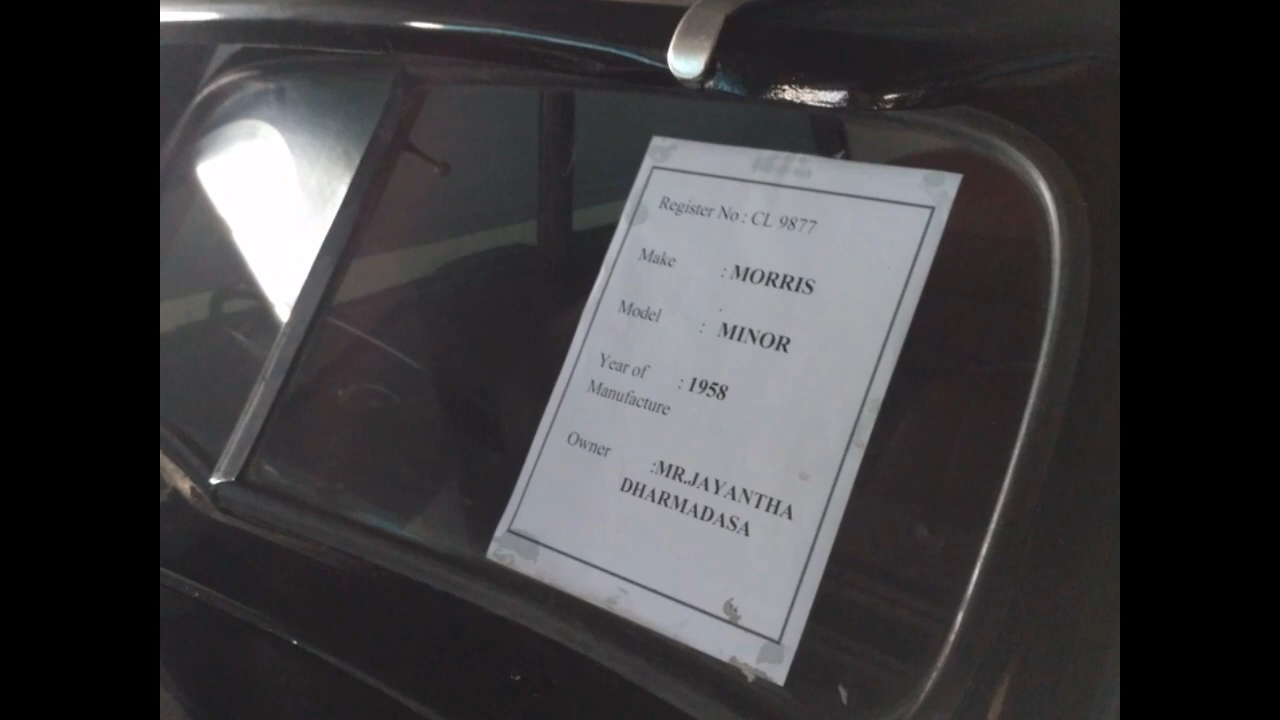 Register No : CL 9877
Make : MORRIS
Model : MINOR
Year of : 1958
Manufacture
Owner :MR.JAYANTHA
DHARMADASA